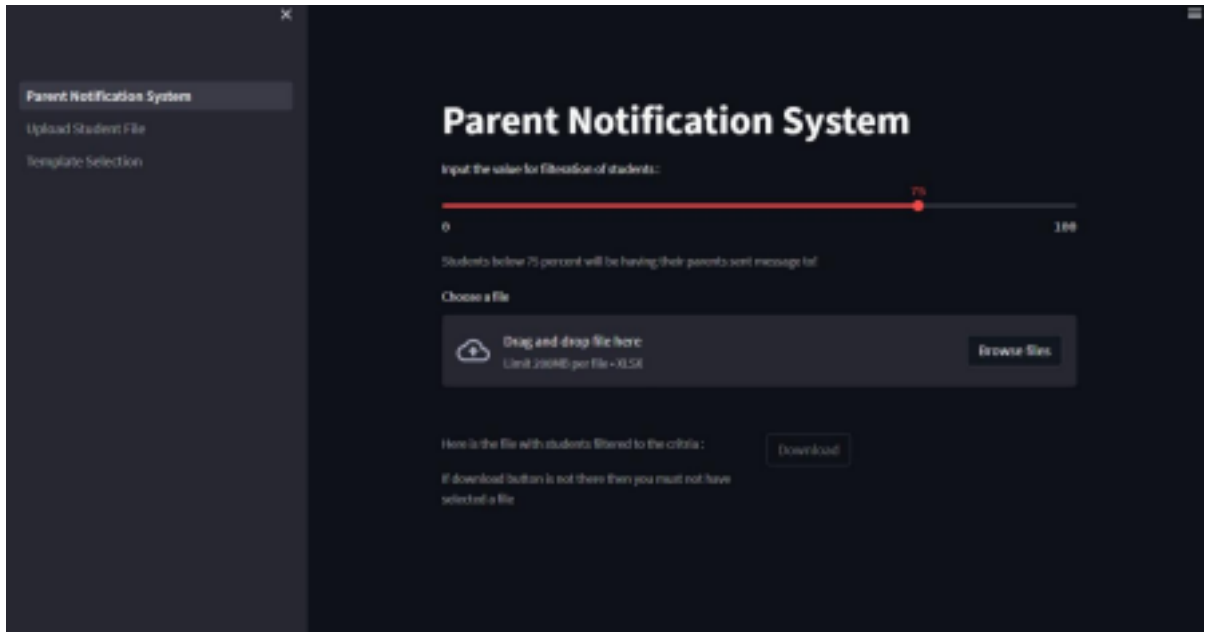 Parent Notification System
Upload Student File
Template Selection
Parent Notification System
Input the value for filteration of students :
75
0
100
Students below 75 percent will be having their parents sent message to!
Choose a file
Drag and drop file here
Limit 200MB per file • XLSX
Browse files
Here is the file with students filtered to the critria :
Download
If download button is not there then you must not have
selected a file